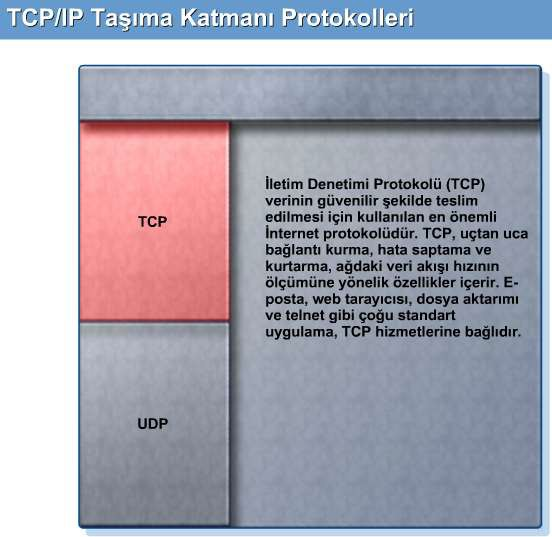 TCP/IP Taşıma Katmanı Protokolleri
TCP
İletim Denetimi Protokolü (TCP)
verinin güvenilir şekilde teslim
edilmesi için kullanılan en önemli
İnternet protokolüdür. TCP, uçtan uca
bağlantı kurma, hata saptama ve
kurtarma, ağdaki veri akışı hızının
ölçümüne yönelik özellikler içerir. E-
posta, web tarayıcısı, dosya aktarımı
ve telnet gibi çoğu standart
uygulama, TCP hizmetlerine bağlıdır.
UDP